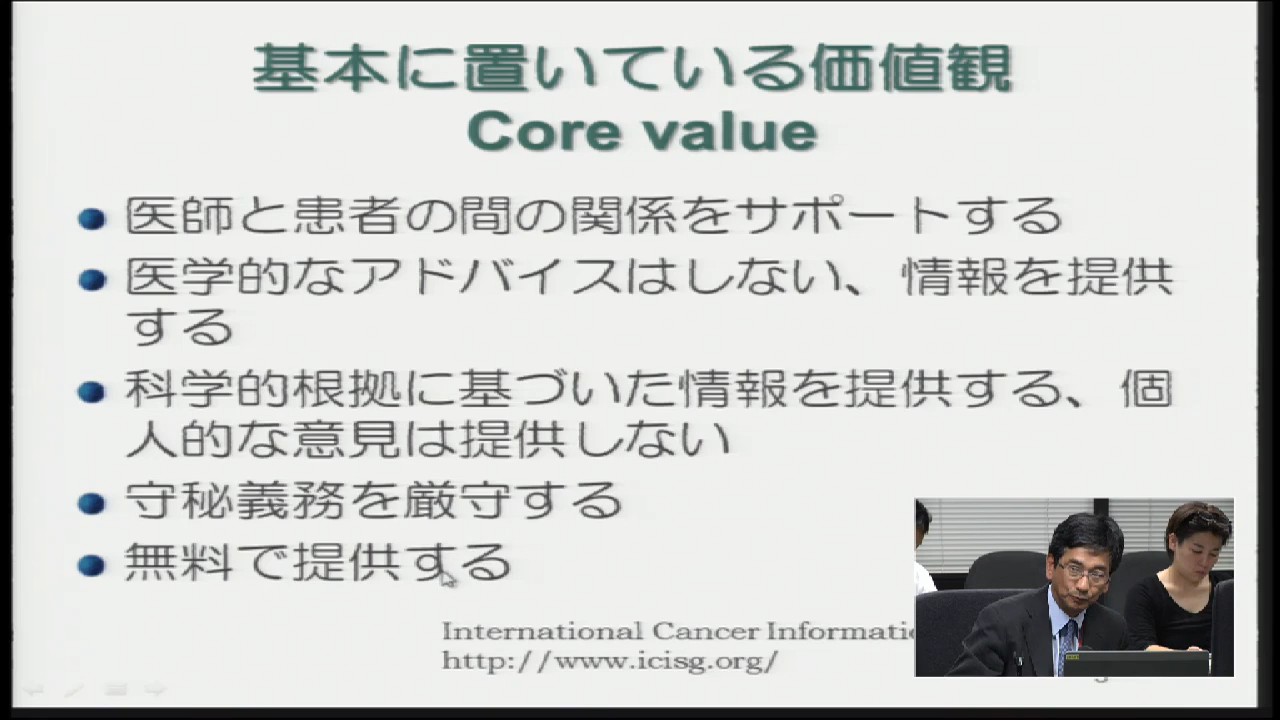 基本に置いている価値観
Core value
医師と患者の間の関係をサポートする
医学的なアドバイスはしない、情報を提供
する
科学的根拠に基づいた情報を提供する、個
人的な意見は提供しない
守秘義務を厳守する
無料で提供する
International Cancer
http://www.icisg.org/